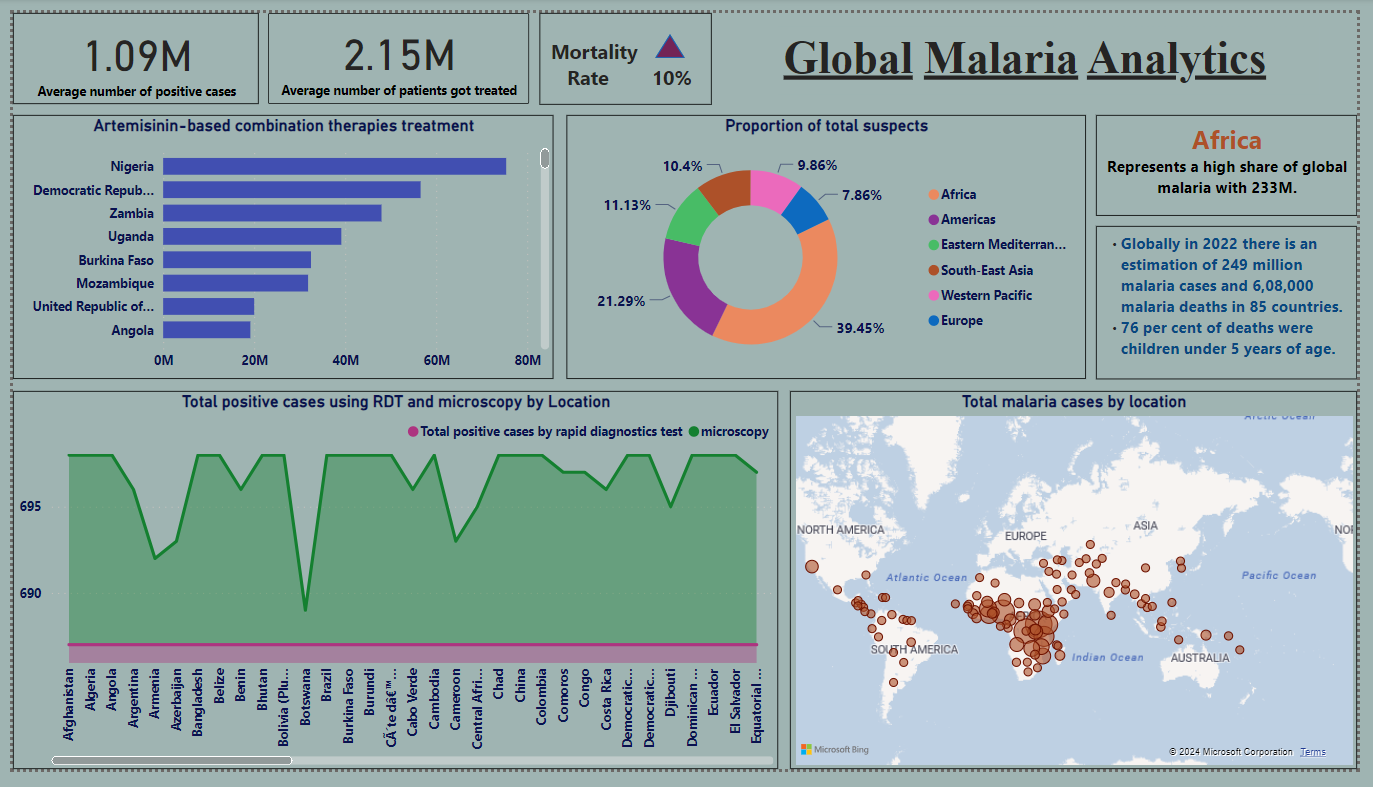 1.09M
Average number of positive cases
2.15M
Average number of patients got treated
Mortality
Rate
10%
Global Malaria Analytics
Artemisinin-based combination therapies treatment
Nigeria
Democratic Repub...
Zambia
Uganda
Burkina Faso
Mozambique
United Republic of...
Angola
0M 20M 40M 60M 80M
Proportion of total suspects
10.4%
9.86%
7.86%
11.13%
21.29%
39.45%
Africa
Americas
Eastern Mediterran...
South-East Asia
Western Pacific
Europe
Africa
Represents a high share of global
malaria with 233M.
• Globally in 2022 there is an
estimation of 249 million
malaria cases and 6,08,000
malaria deaths in 85 countries.
• 76 per cent of deaths were
children under 5 years of age.
Total positive cases using RDT and microscopy by Location
Total positive cases by rapid diagnostics test microscopy
695
690
Afghanistan
Algeria
Angola
Argentina
Armenia
Azerbaijan
Bangladesh
Belize
Benin
Bhutan
Bolivia (Plu...
Botswana
Brazil
Burkina Faso
Burundi
CÃ´te dâ€™...
Cabo Verde
Cambodia
Cameroon
Central Afri...
Chad
China
Colombia
Comoros
Congo
Costa Rica
Democratic...
Democratic...
Djibouti
Dominican ...
Ecuador
El Salvador
Equatorial ...
Total malaria cases by location
Arctic Ocean
NORTH AMERICA
EUROPE
ASIA
NOR
Atlantic Ocean
Pacific Ocean
SOUTH AMERICA
Indian Ocean
AUSTRALIA
Microsoft Bing
© 2024 Microsoft Corporation Terms